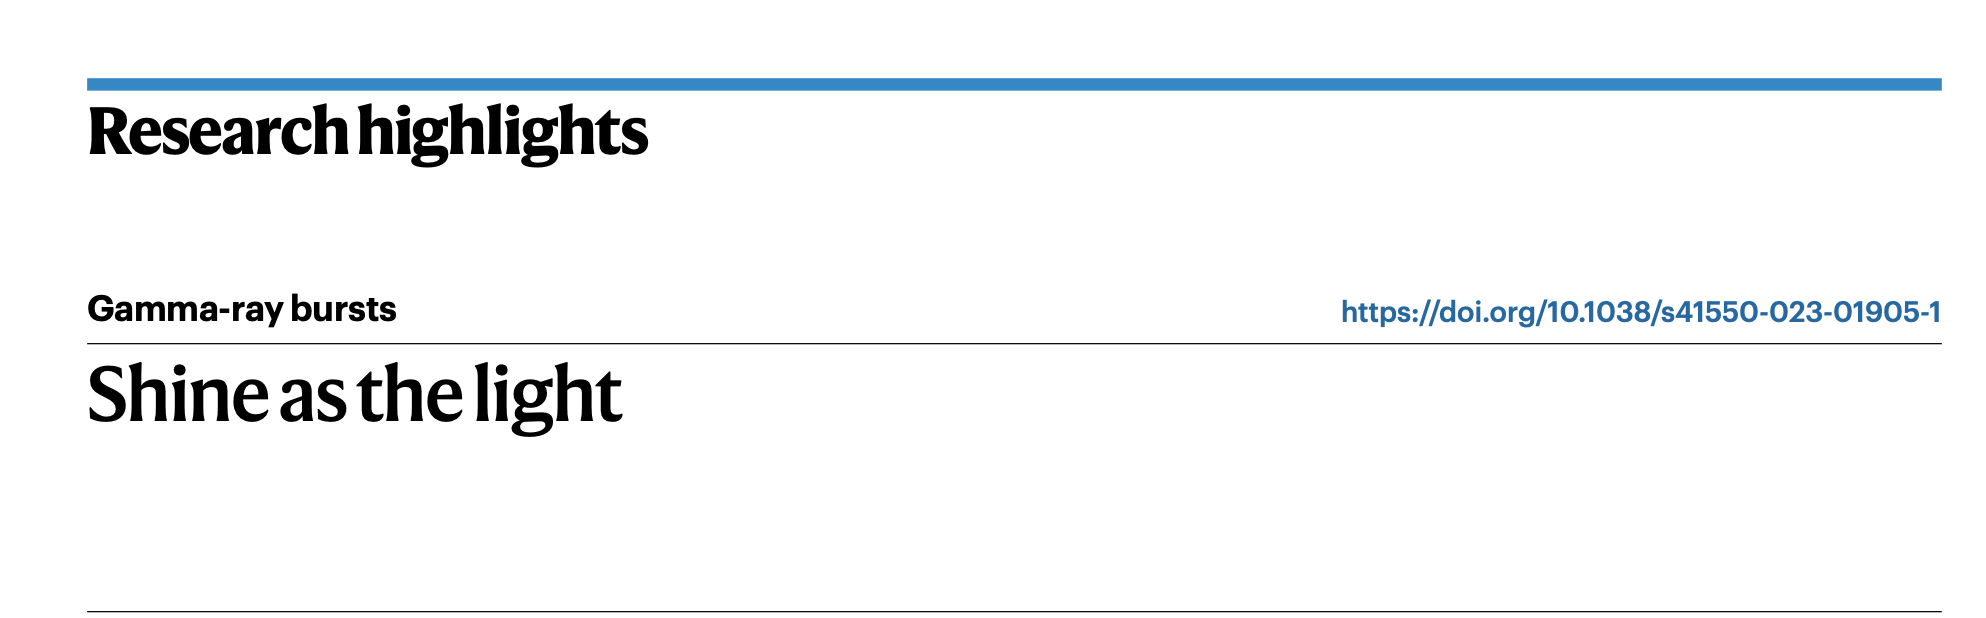 Research highlights
Gamma-ray bursts
https://doi.org/10.1038/s41550-023-01905-1
Shine as the light